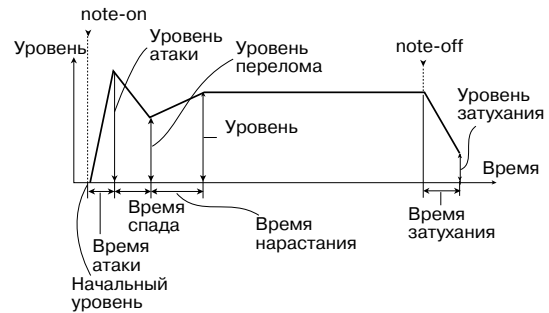 note-on
Уровень
Уровень
атаки
Уровень
перелома
note-off
Уровень
затухания
Уровень
Время
Время
атаки
Время
спада
Время
нарастания
Время
затухания
Начальный
уровень